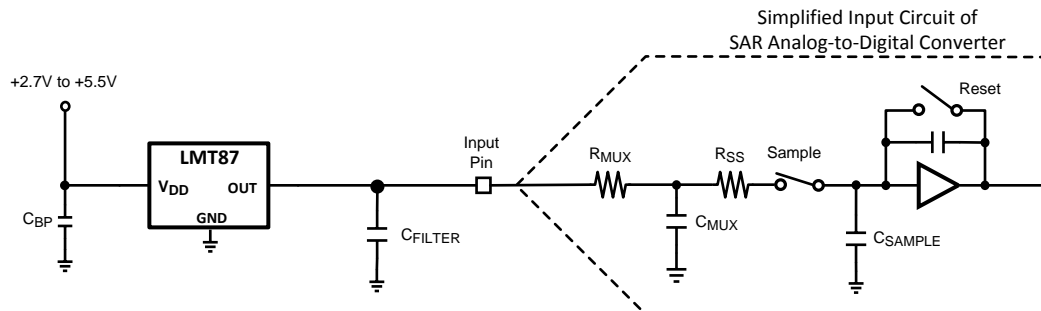 Simplified Input Circuit of
SAR Analog-to-Digital Converter
+2.7V to +5.5V
Reset
LMT87
Input
Pin
RMUX
RSS
Sample
VDD
OUT
GND
CBP
CFILTER
CMUX
CSAMPLE